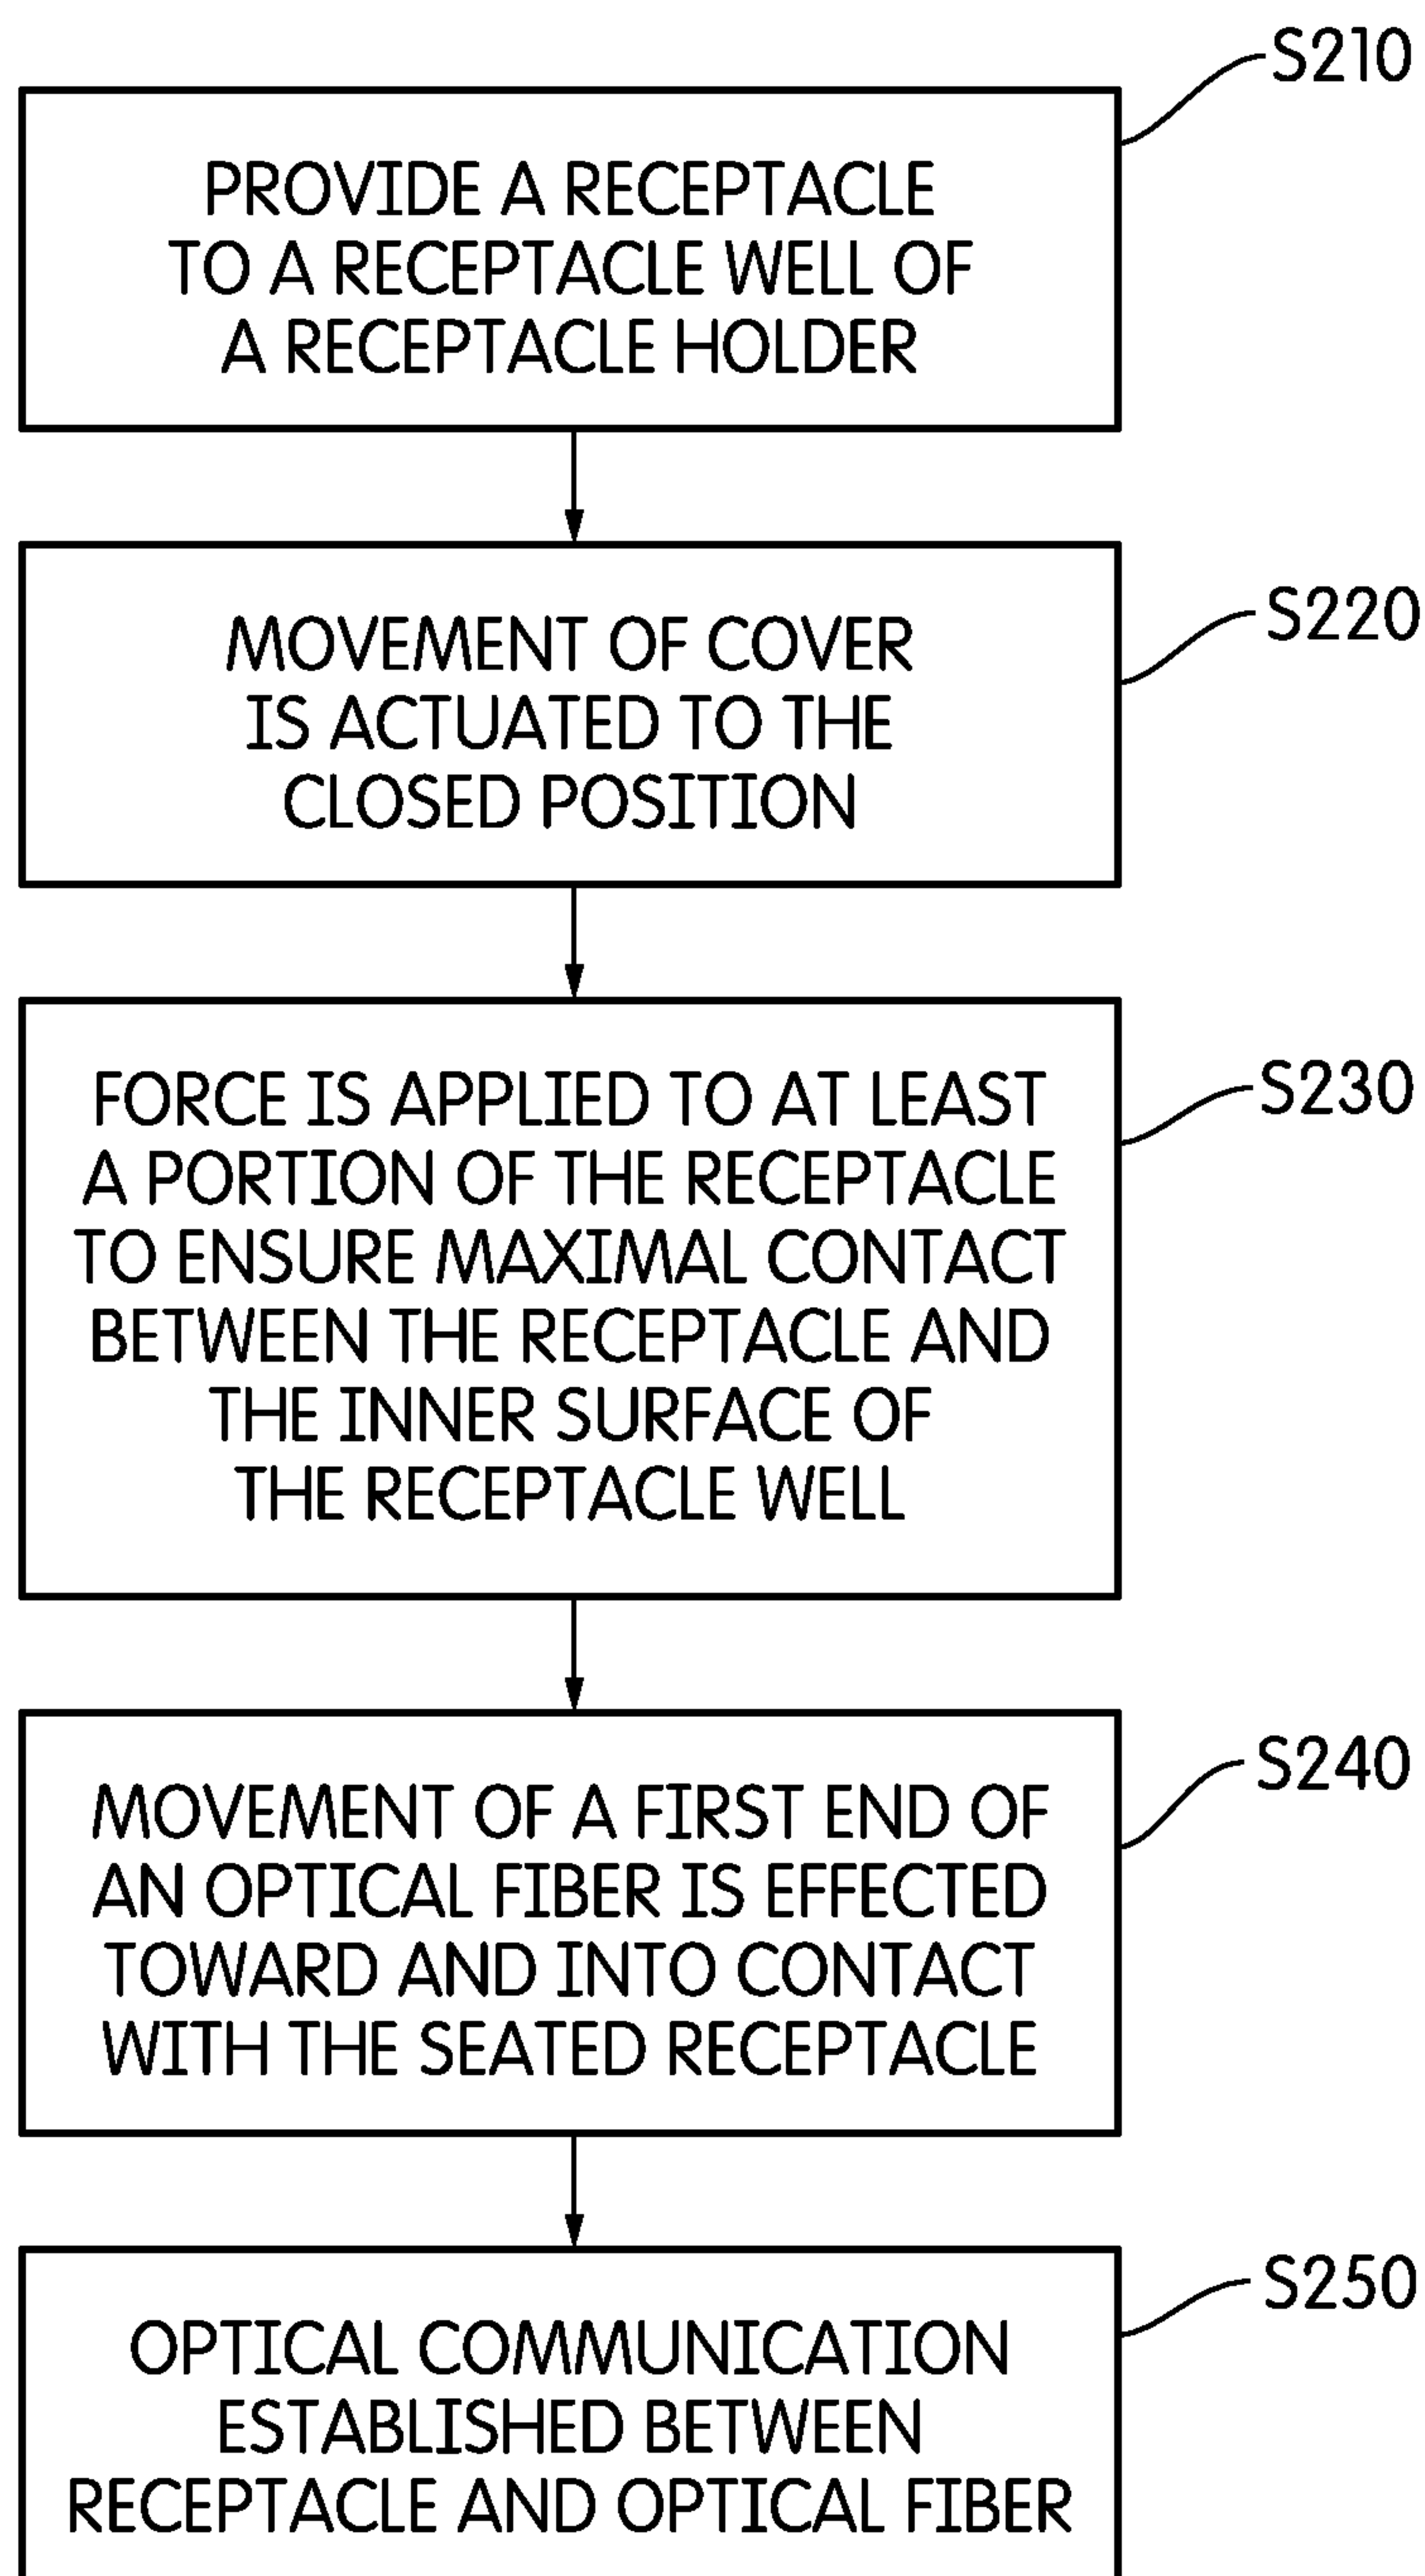 S210
PROVIDE A RECEPTACLE
TO A RECEPTACLE WELL OF
A RECEPTACLE HOLDER
S220
MOVEMENT OF COVER
IS ACTUATED TO THE
CLOSED POSITION
S230
FORCE IS APPLIED TO AT LEAST
A PORTION OF THE RECEPTACLE
TO ENSURE MAXIMAL CONTACT
BETWEEN THE RECEPTACLE AND
THE INNER SURFACE OF
THE RECEPTACLE WELL
S240
MOVEMENT OF A FIRST END OF
AN OPTICAL FIBER IS EFFECTED
TOWARD AND INTO CONTACT
WITH THE SEATED RECEPTACLE
S250
OPTICAL COMMUNICATION
ESTABLISHED BETWEEN
RECEPTACLE AND OPTICAL FIBER